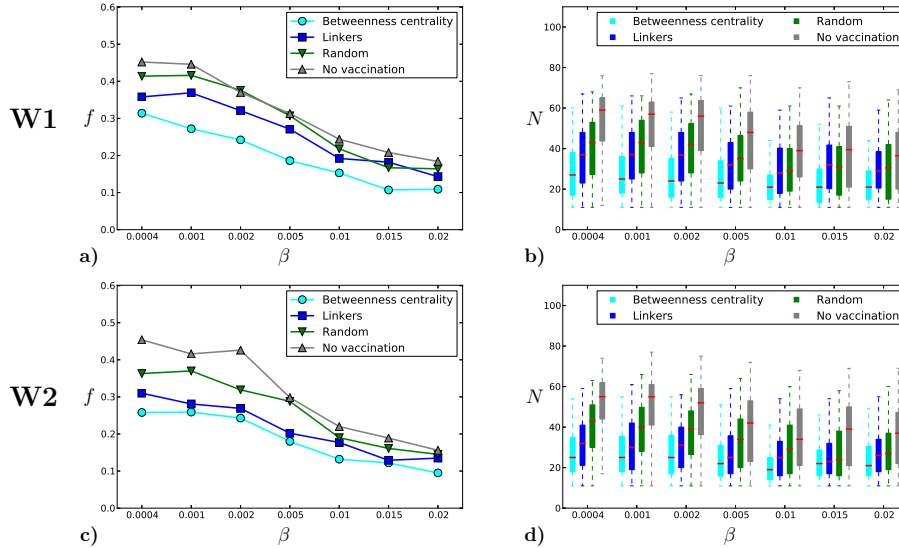 W1
f
0.6
0.5
0.4
0.3
0.2
0.1
0.0
Betweenness centrality
Linkers
Random
No vaccination
0.0004 0.001 0.002 0.005 0.01 0.015 0.02
a) β
N
100
80
60
40
20
0
Betweenness centrality Random
Linkers No vaccination
0.0004 0.001 0.002 0.005 0.01 0.015 0.02
b) β
W2
f
0.6
0.5
0.4
0.3
0.2
0.1
0.0
Betweenness centrality
Linkers
Random
No vaccination
0.0004 0.001 0.002 0.005 0.01 0.015 0.02
c) β
N
100
80
60
40
20
0
Betweenness centrality Random
Linkers No vaccination
0.0004 0.001 0.002 0.005 0.01 0.015 0.02
d) β